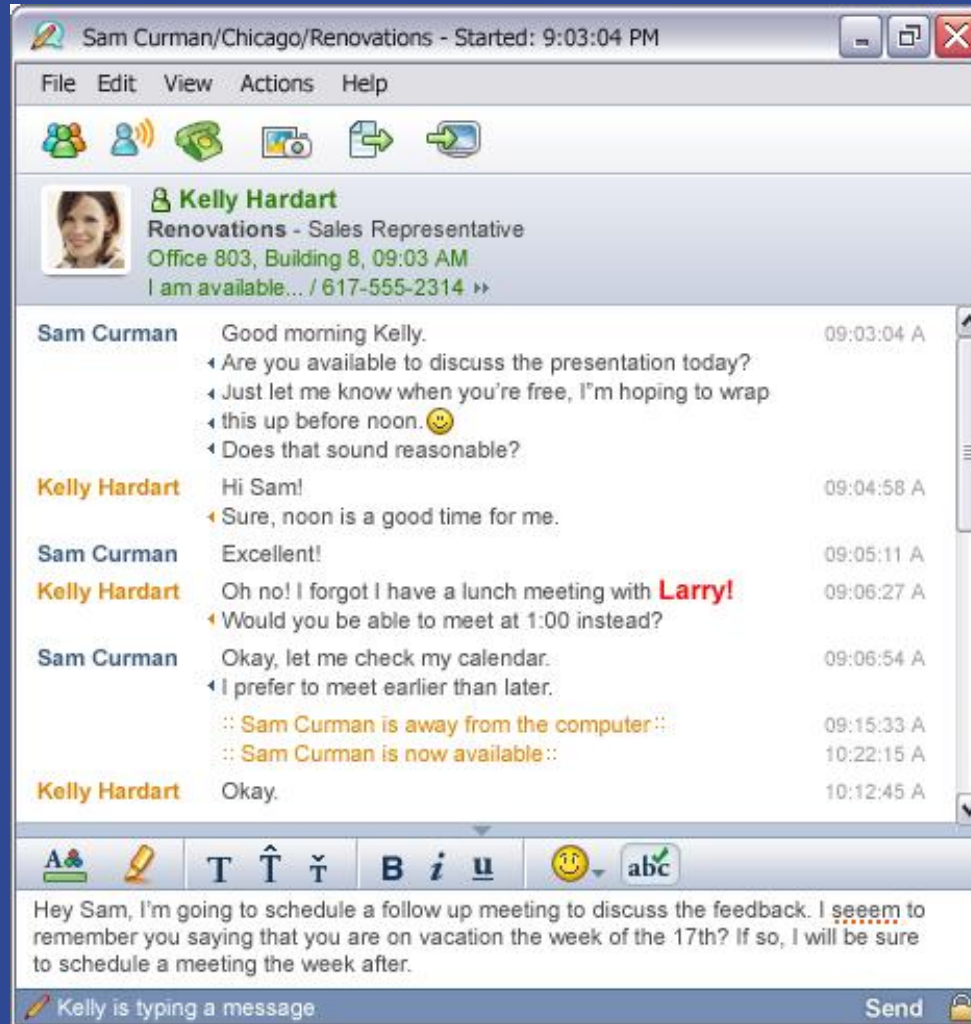 Sam Curman/Chicago/Renovations - Started: 9:03:04 PM
File Edit View Actions Help
Kelly Hardart
Renovations - Sales Representative
Office 803, Building 8, 09:03 AM
I am available... / 617-555-2314
Sam Curman Good morning Kelly. 09:03:04 A
Are you available to discuss the presentation today?
Just let me know when you're free, I"m hoping to wrap
this up before noon.
Does that sound reasonable?
Kelly Hardart Hi Sam! 09:04:58 A
Sure, noon is a good time for me.
Sam Curman Excellent! 09:05:11 A
Kelly Hardart Oh no! I forgot I have a lunch meeting with Larry! 09:06:27 A
Would you be able to meet at 1:00 instead?
Sam Curman Okay, let me check my calendar. 09:06:54 A
I prefer to meet earlier than later.
:: Sam Curman is away from the computer :: 09:15:33 A
:: Sam Curman is now available :: 10:22:15 A
Kelly Hardart Okay. 10:12:45 A
A T T T B i u abc
Hey Sam, I'm going to schedule a follow up meeting to discuss the feedback. I seeem to
remember you saying that you are on vacation the week of the 17th? If so, I will be sure
to schedule a meeting the week after.
Kelly is typing a message Send